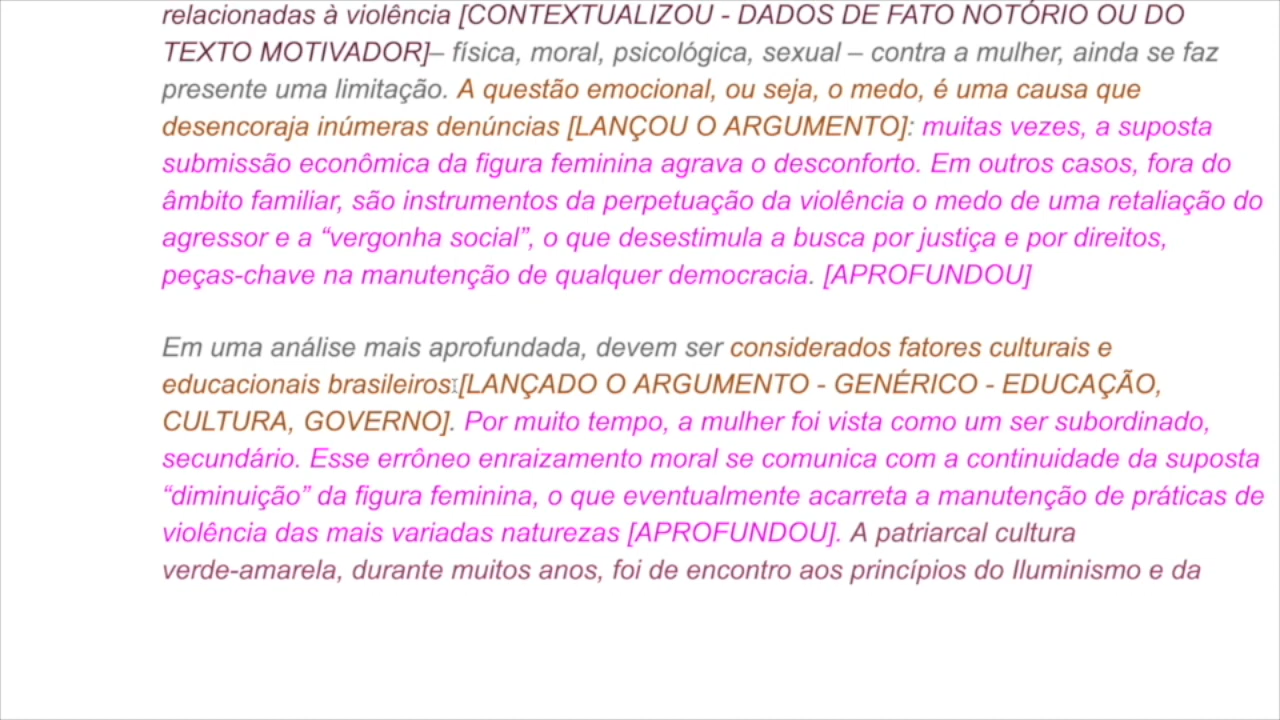 relacionadas à violência [CONTEXTUALIZOU - DADOS DE FATO NOTÓRIO OU DO
TEXTO MOTIVADOR]– física, moral, psicológica, sexual – contra a mulher, ainda se faz
presente uma limitação. A questão emocional, ou seja, o medo, é uma causa que
desencoraja inúmeras denúncias [LANÇOU O ARGUMENTO]: muitas vezes, a suposta
submissão econômica da figura feminina agrava o desconforto. Em outros casos, fora do
âmbito familiar, são instrumentos da perpetuação da violência o medo de uma retaliação do
agressor e a “vergonha social”, o que desestimula a busca por justiça e por direitos,
peças-chave na manutenção de qualquer democracia. [APROFUNDOU]
Em uma análise mais aprofundada, devem ser considerados fatores culturais e
educacionais brasileiros[LANÇADO O ARGUMENTO - GENÉRICO - EDUCAÇÃO,
CULTURA, GOVERNO]. Por muito tempo, a mulher foi vista como um ser subordinado,
secundário. Esse errôneo enraizamento moral se comunica com a continuidade da suposta
“diminuição” da figura feminina, o que eventualmente acarreta a manutenção de práticas de
violência das mais variadas naturezas [APROFUNDOU]. A patriarcal cultura
verde-amarela, durante muitos anos, foi de encontro aos princípios do Iluminismo e da